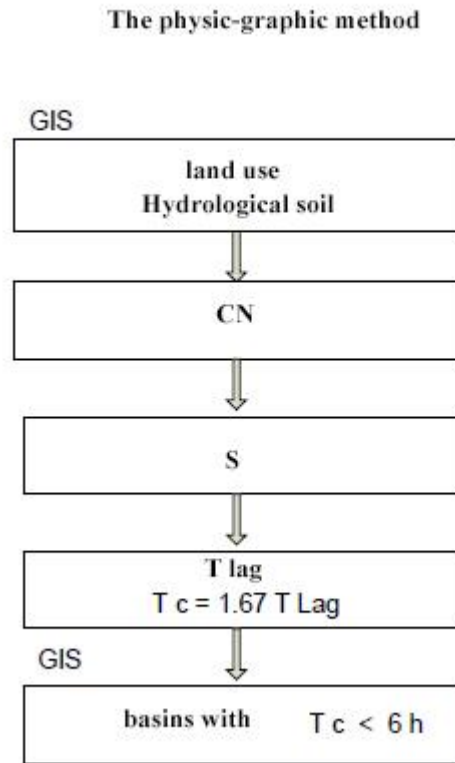 The physic-graphic method
GIS
land use
Hydrological soil
CN
S
T lag
T c = 1.67 T Lag
GIS
basins with T c < 6 h